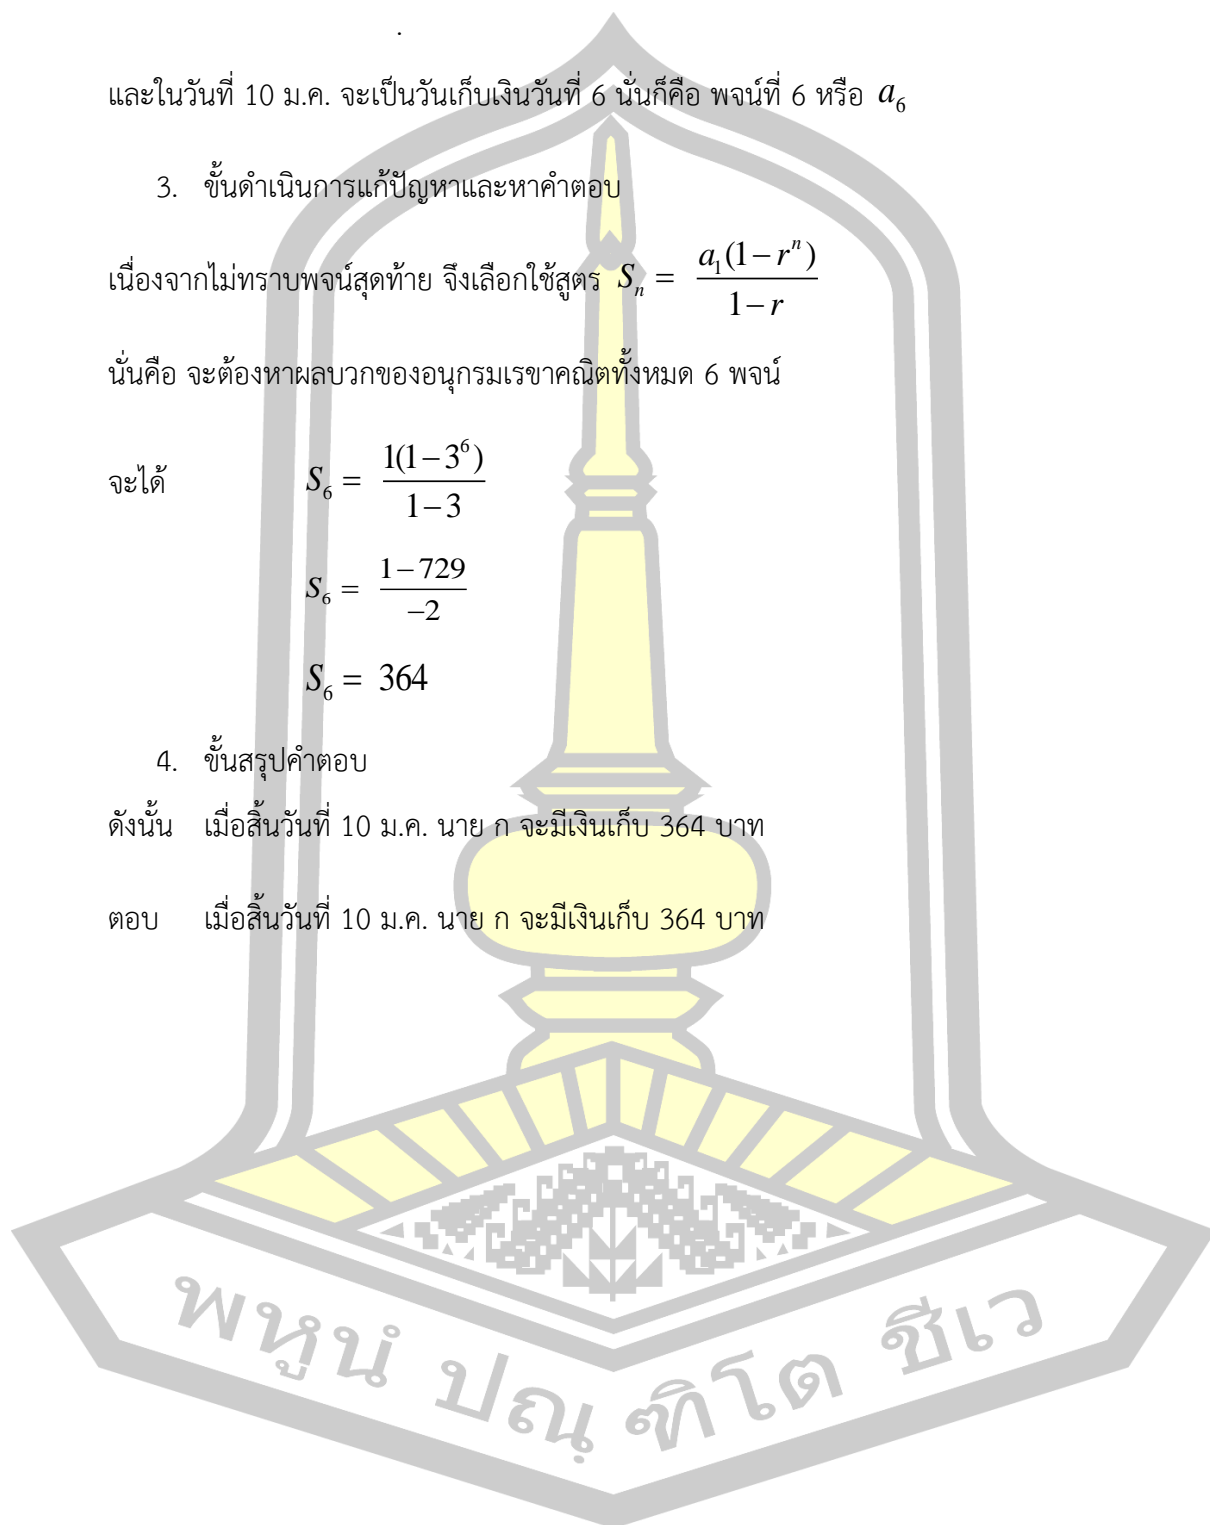 .
และในวันที่ 10 ม.ค. จะเป็นวันเก็บเงินวันที่ 6 นั่นก็คือ พจน์ที่ 6 หรือ a₆
3. ขั้นดำเนินการแก้ปัญหาและหาคำตอบ
เนื่องจากไม่ทราบพจน์สุดท้าย จึงเลือกใช้สูตร Sₙ = a₁(1−rⁿ) / 1−r
นั่นคือ จะต้องหาผลบวกของอนุกรมเรขาคณิตทั้งหมด 6 พจน์
จะได้ S₆ = 1(1−3⁶) / 1−3
S₆ = 1−729 / −2
S₆ = 364
4. ขั้นสรุปคำตอบ
ดังนั้น เมื่อสิ้นวันที่ 10 ม.ค. นาย ก จะมีเงินเก็บ 364 บาท
ตอบ เมื่อสิ้นวันที่ 10 ม.ค. นาย ก จะมีเงินเก็บ 364 บาท
พหูนํ ปณฺฑิโต ชีเว